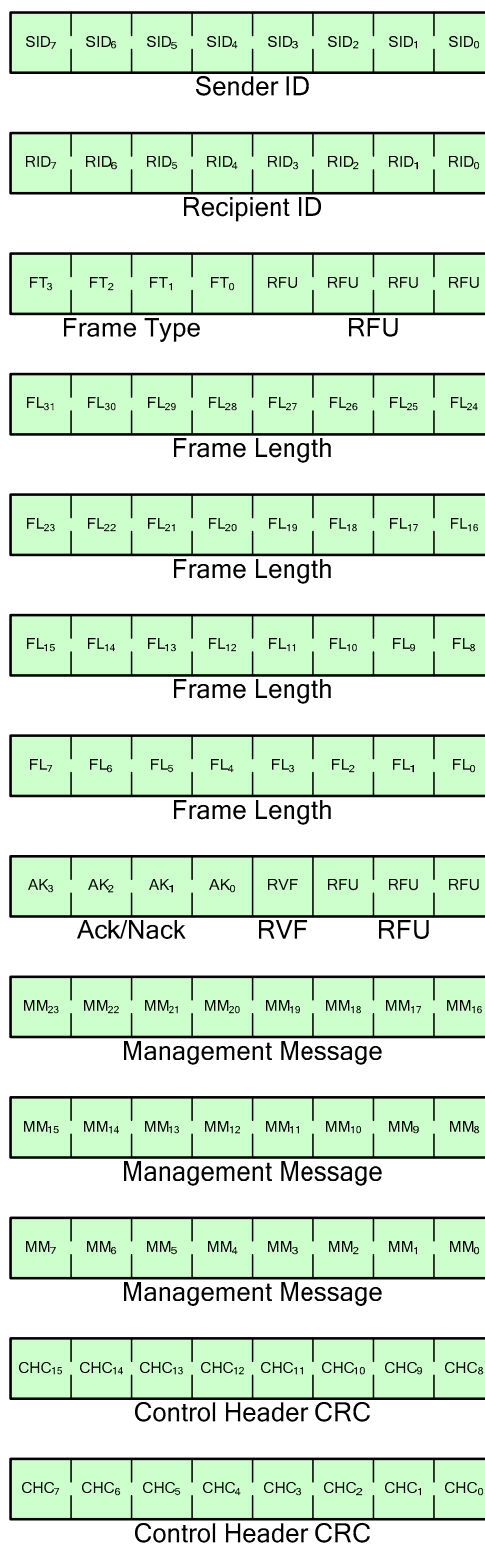 SID₇ SID₆ SID₅ SID₄ SID₃ SID₂ SID₁ SID₀
Sender ID
RID₇ RID₆ RID₅ RID₄ RID₃ RID₂ RID₁ RID₀
Recipient ID
FT₃ FT₂ FT₁ FT₀ RFU RFU RFU RFU
Frame Type RFU
FL₃₁ FL₃₀ FL₂₉ FL₂₈ FL₂₇ FL₂₆ FL₂₅ FL₂₄
Frame Length
FL₂₃ FL₂₂ FL₂₁ FL₂₀ FL₁₉ FL₁₈ FL₁₇ FL₁₆
Frame Length
FL₁₅ FL₁₄ FL₁₃ FL₁₂ FL₁₁ FL₁₀ FL₉ FL₈
Frame Length
FL₇ FL₆ FL₅ FL₄ FL₃ FL₂ FL₁ FL₀
Frame Length
AK₃ AK₂ AK₁ AK₀ RVF RFU RFU RFU
Ack/Nack RVF RFU
MM₂₃ MM₂₂ MM₂₁ MM₂₀ MM₁₉ MM₁₈ MM₁₇ MM₁₆
Management Message
MM₁₅ MM₁₄ MM₁₃ MM₁₂ MM₁₁ MM₁₀ MM₉ MM₈
Management Message
MM₇ MM₆ MM₅ MM₄ MM₃ MM₂ MM₁ MM₀
Management Message
CHC₁₅ CHC₁₄ CHC₁₃ CHC₁₂ CHC₁₁ CHC₁₀ CHC₉ CHC₈
Control Header CRC
CHC₇ CHC₆ CHC₅ CHC₄ CHC₃ CHC₂ CHC₁ CHC₀
Control Header CRC